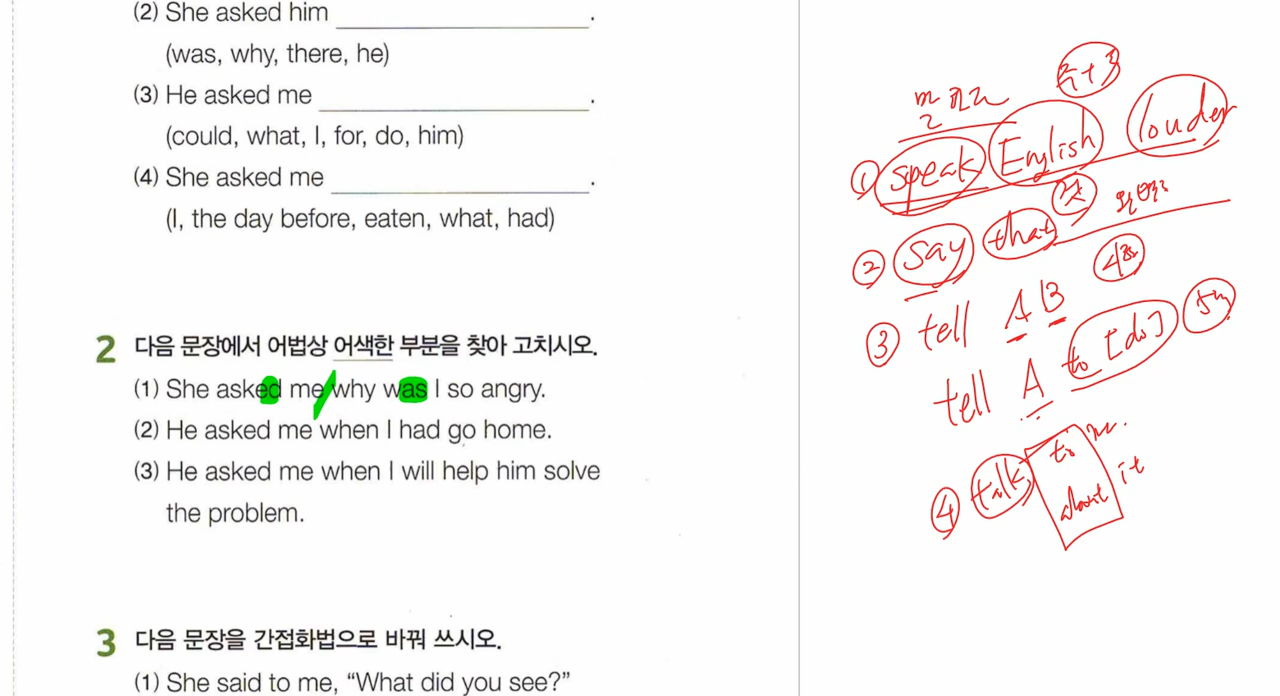 (2) She asked him ____________.
(was, why, there, he)
(3) He asked me ____________.
(could, what, I, for, do, him)
(4) She asked me ____________.
(I, the day before, eaten, what, had)
2 다음 문장에서 어법상 어색한 부분을 찾아 고치시오.
(1) She asked me why was I so angry.
(2) He asked me when I had go home.
(3) He asked me when I will help him solve
the problem.
3 다음 문장을 간접화법으로 바꿔 쓰시오.
(1) She said to me, “What did you see?”
① speak English louder
② say that
③ tell A B
tell A to [do]
④ talk to me.
about it